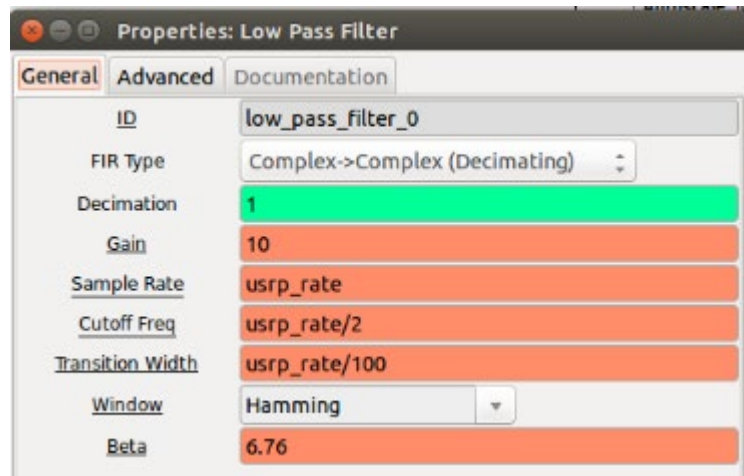 Properties: Low Pass Filter
General Advanced Documentation
ID low_pass_filter_0
FIR Type Complex->Complex (Decimating)
Decimation 1
Gain 10
Sample Rate usrp_rate
Cutoff Freq usrp_rate/2
Transition Width usrp_rate/100
Window Hamming
Beta 6.76